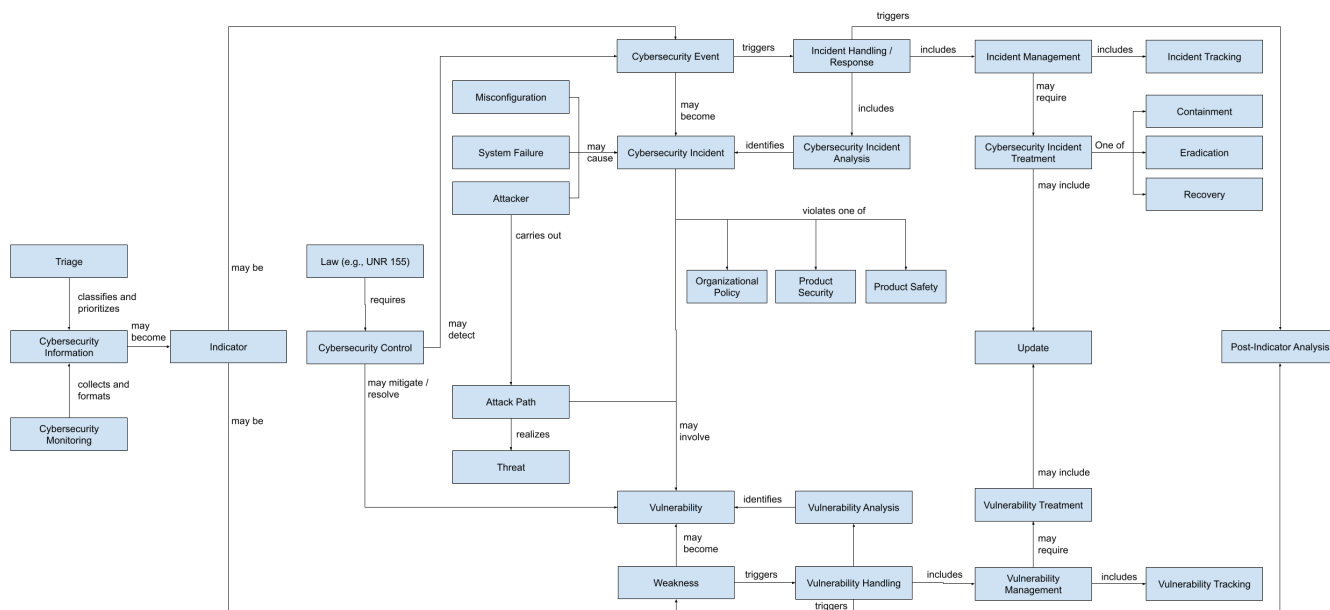 triggers
Cybersecurity Event
triggers
Incident Handling /
Response
includes
Incident Management
includes
Incident Tracking
Misconfiguration
may
become
includes
may
require
Containment
System Failure
may
cause
Cybersecurity Incident
identifies
Cybersecurity Incident
Analysis
Cybersecurity Incident
Treatment
One of
Eradication
Attacker
may include
Recovery
carries out
violates one of
Triage
may be
Law (e.g., UNR 155)
Organizational
Policy
Product
Security
Product Safety
classifies and
prioritizes
requires
Cybersecurity
Information
may
become
Indicator
Cybersecurity Control
may
detect
Update
Post-Indicator Analysis
collects and
formats
may mitigate /
resolve
Attack Path
Cybersecurity
Monitoring
may be
realizes
may
involve
Threat
may include
Vulnerability
identifies
Vulnerability Analysis
Vulnerability Treatment
may
become
may
require
Weakness
triggers
Vulnerability Handling
includes
Vulnerability
Management
includes
Vulnerability Tracking
triggers